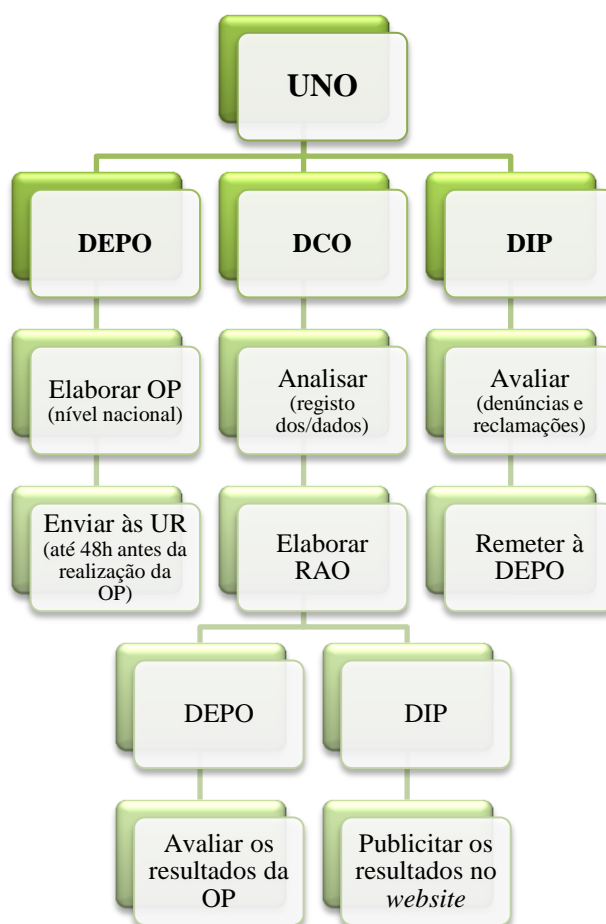 UNO
DEPO
DCO
DIP
Elaborar OP
(nível nacional)
Analisar
(registo
dos/dados)
Avaliar
(denúncias e
reclamações)
Enviar às UR
(até 48h antes da
realização da
OP)
Elaborar
RAO
Remeter à
DEPO
DEPO
DIP
Avaliar os
resultados da
OP
Publicitar os
resultados no
website